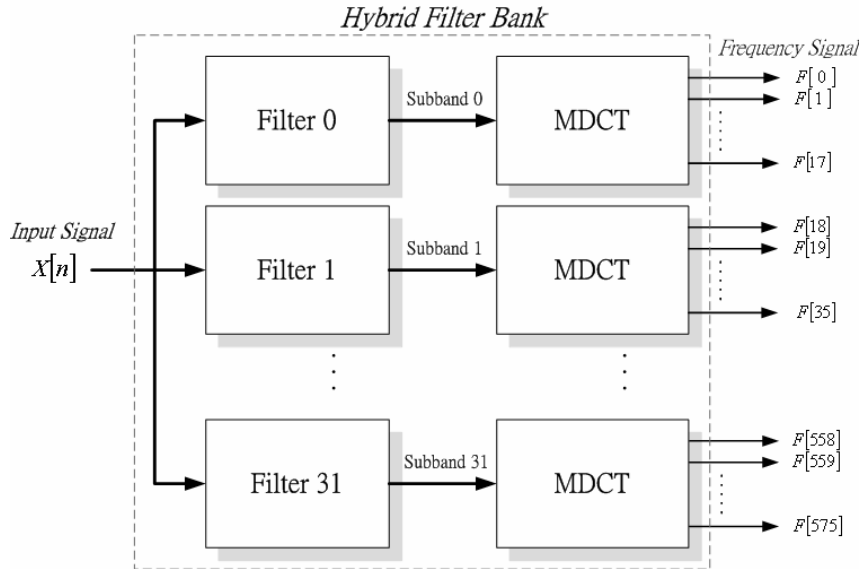 Hybrid Filter Bank
Frequency Signal
Filter 0
Subband 0
MDCT
F[ 0 ]
F[ 1 ]
F[17]
Input Signal
X[n]
Filter 1
Subband 1
MDCT
F[18]
F[19]
F[35]
Filter 31
Subband 31
MDCT
F[558]
F[559]
F[575]